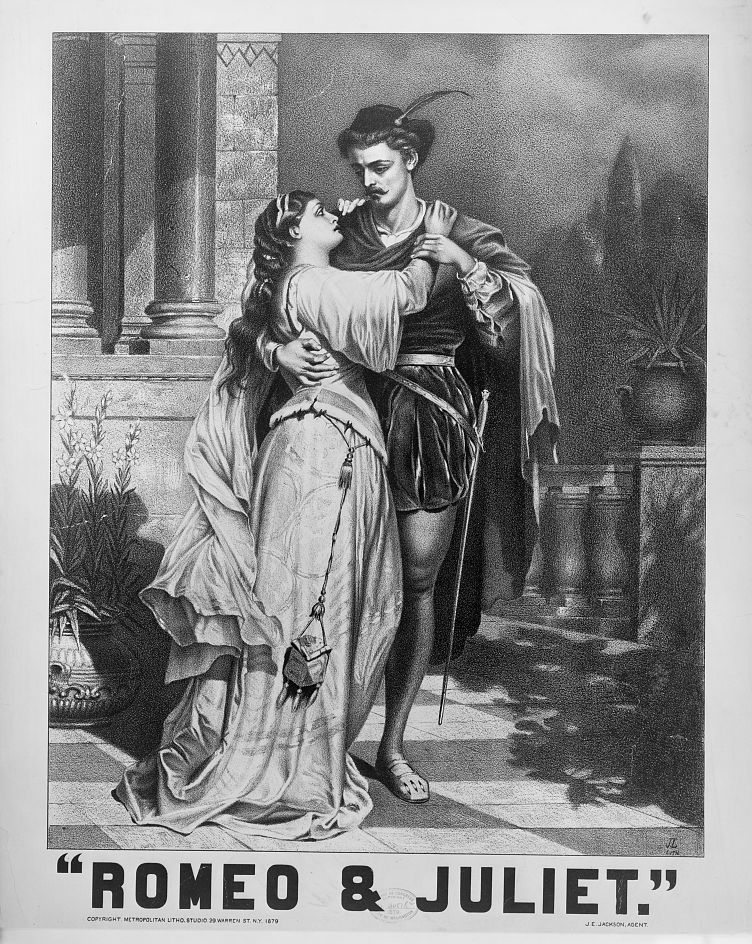 "ROMEO & JULIET."
COPYRIGHT. METROPOLITAN LITHO. STUDIO. 29 WARREN ST. N.Y. 1879
J. E. JACKSON, AGENT.